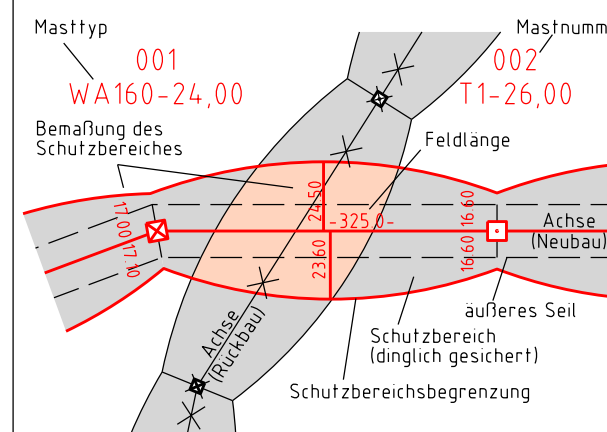 Masttyp
Mastnumm
001
WA160-24,00
002
T1-26,00
Bemaßung des
Schutzbereiches
Feldlänge
24.50
-325.0-
23.60
17.00
17.10
16.60
16.60
Achse
(Neubau)
äußeres Seil
Achse
(Rückbau)
Schutzbereich
(dinglich gesichert)
Schutzbereichsbegrenzung